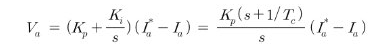 V_a = (K_p + K_i/s)(I_a^* − I_a) = K_p(s + 1/T_c)/s (I_a^* − I_a)